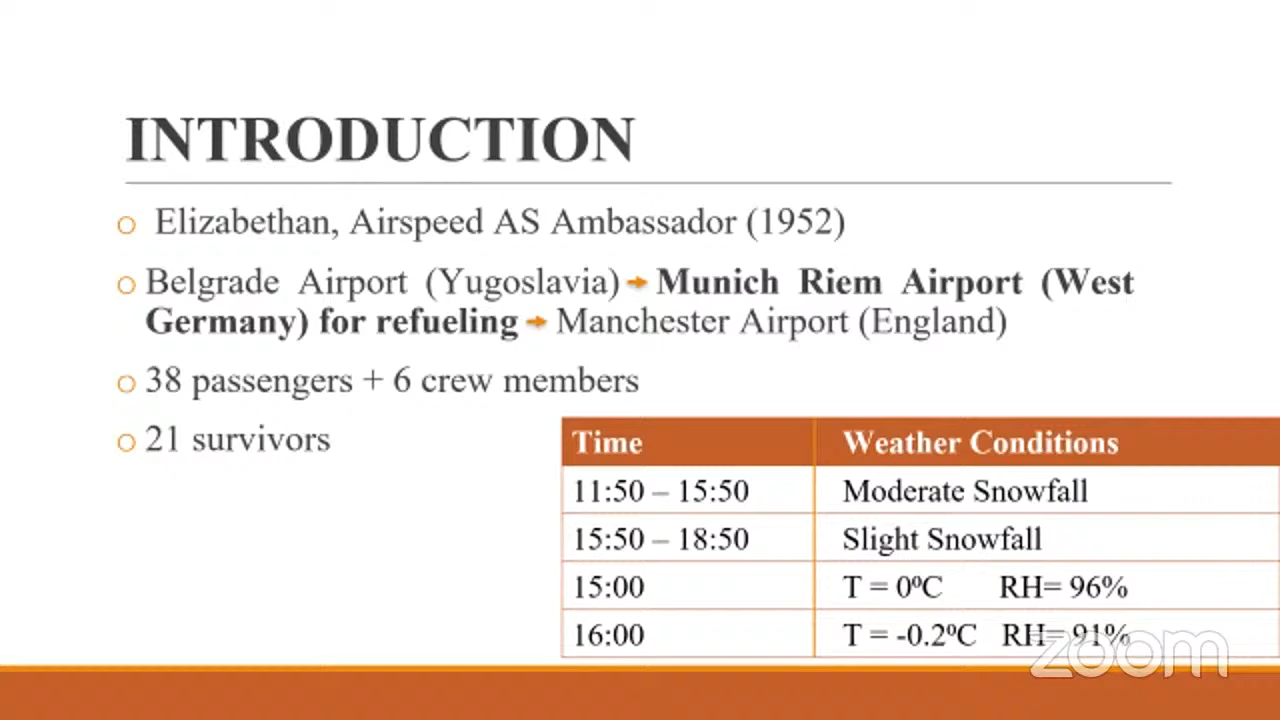 INTRODUCTION
Elizabethan, Airspeed AS Ambassador (1952)
Belgrade Airport (Yugoslavia) → Munich Riem Airport (West
Germany) for refueling → Manchester Airport (England)
38 passengers + 6 crew members
21 survivors
Time Weather Conditions
11:50 – 15:50 Moderate Snowfall
15:50 – 18:50 Slight Snowfall
15:00 T = 0ºC RH= 96%
16:00 T = -0.2ºC RH= 91%
zoom